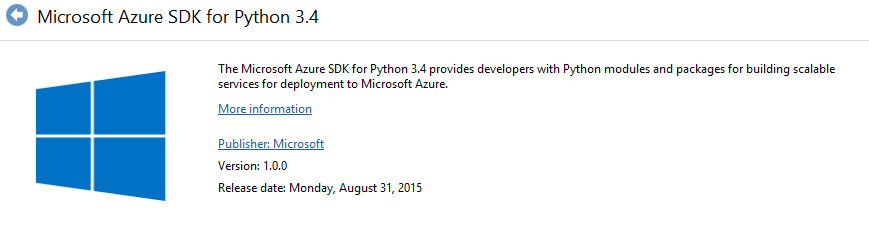 Microsoft Azure SDK for Python 3.4
The Microsoft Azure SDK for Python 3.4 provides developers with Python modules and packages for building scalable
services for deployment to Microsoft Azure.
More information
Publisher: Microsoft
Version: 1.0.0
Release date: Monday, August 31, 2015